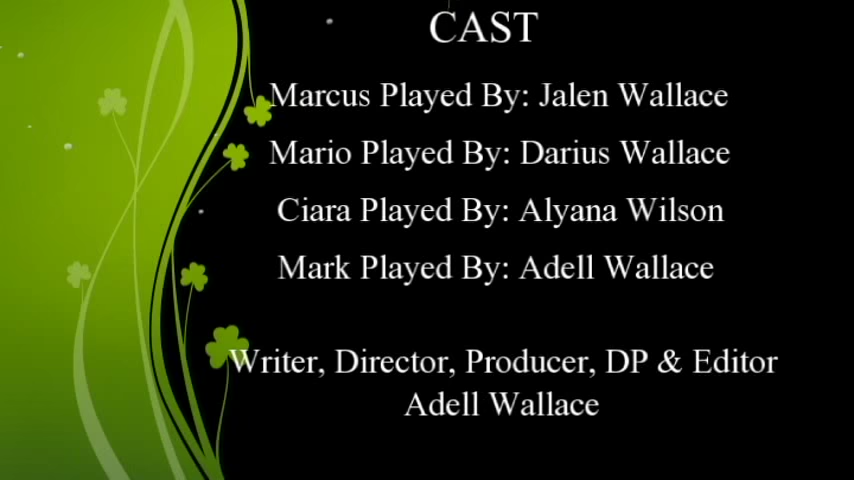 CAST
Marcus Played By: Jalen Wallace
Mario Played By: Darius Wallace
Ciara Played By: Alyana Wilson
Mark Played By: Adell Wallace
Writer, Director, Producer, DP & Editor
Adell Wallace